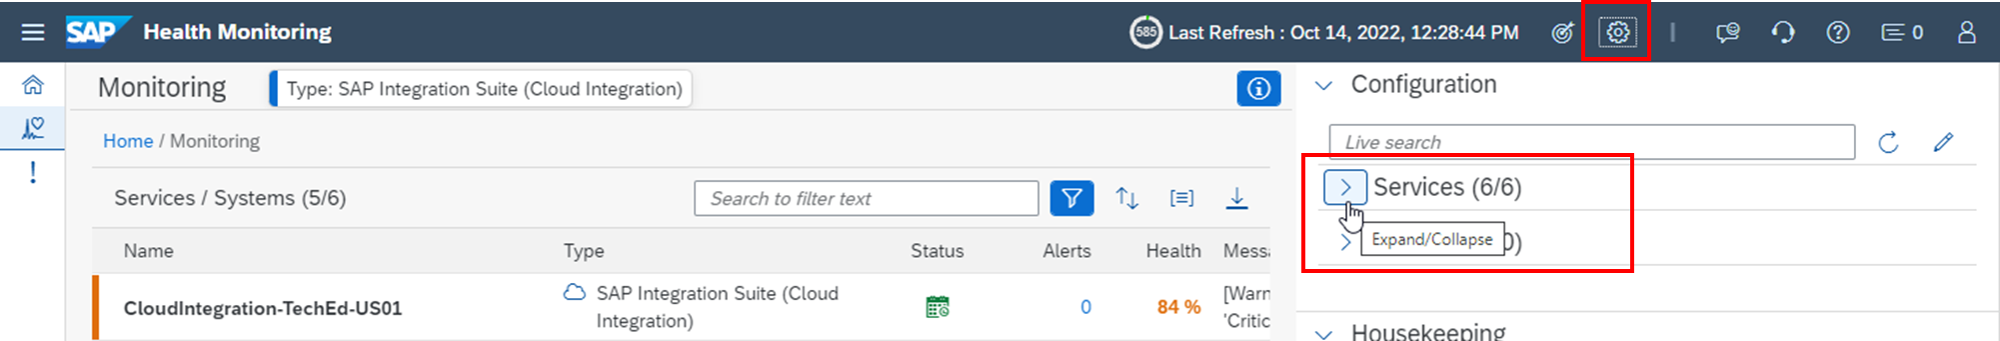 SAP Health Monitoring
585 Last Refresh : Oct 14, 2022, 12:28:44 PM
0
Monitoring
Type: SAP Integration Suite (Cloud Integration)
Home / Monitoring
Services / Systems (5/6)
Search to filter text
Name Type Status Alerts Health Mess
CloudIntegration-TechEd-US01
SAP Integration Suite (Cloud
Integration)
0
84 %
[Warn
'Critic
Configuration
Live search
Services (6/6)
Expand/Collapse
0)
Housekeeping